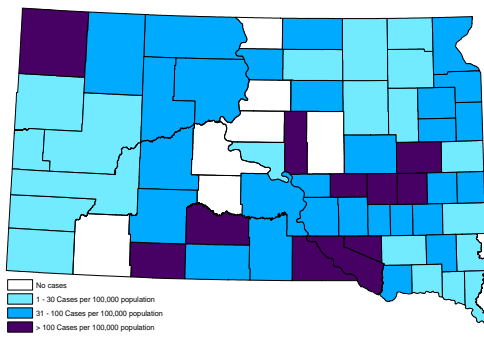 No cases
1 - 30 Cases per 100,000 population
31 - 100 Cases per 100,000 population
> 100 Cases per 100,000 population